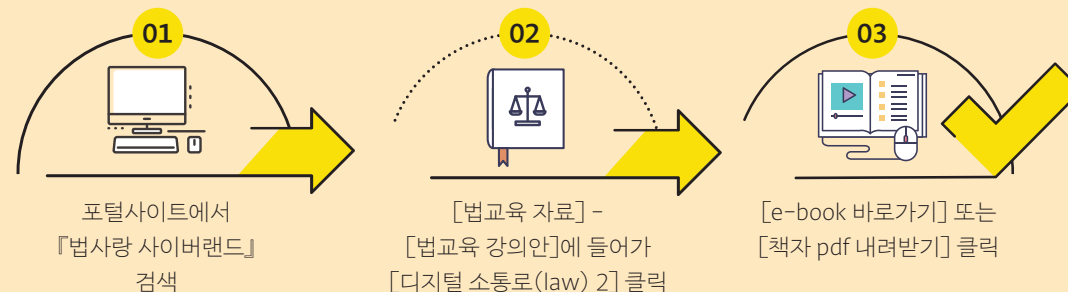 01
포털사이트에서
『법사랑 사이버랜드』
검색
02
[법교육 자료] -
[법교육 강의안]에 들어가
[디지털 소통로(law) 2] 클릭
03
[e-book 바로가기] 또는
[책자 pdf 내려받기] 클릭